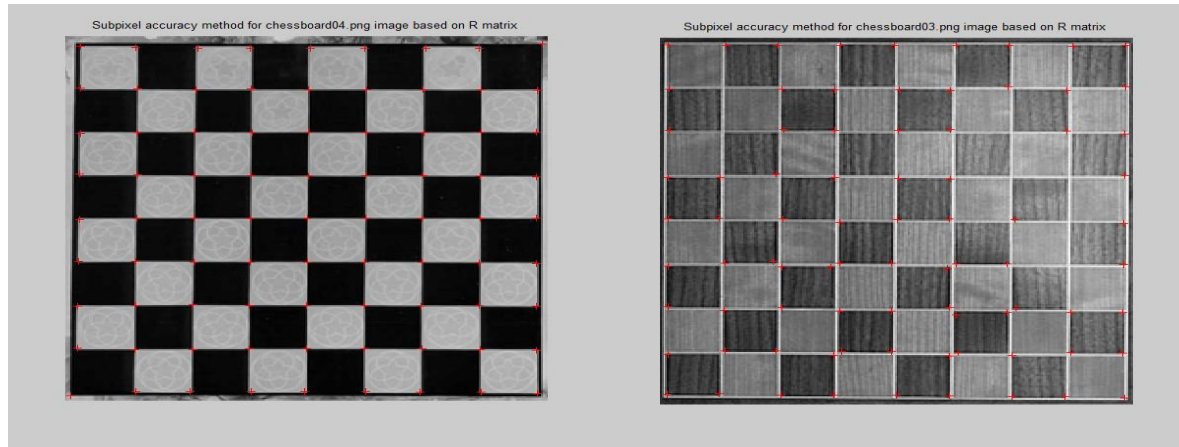 Subpixel accuracy method for chessboard04.png image based on R matrix
Subpixel accuracy method for chessboard03.png image based on R matrix